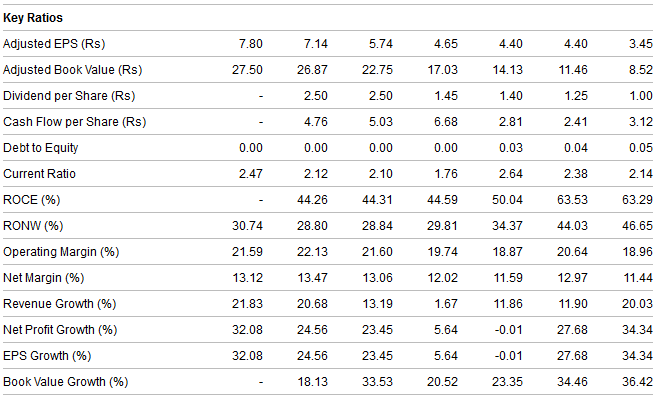 Key Ratios
Adjusted EPS (Rs) 7.80 7.14 5.74 4.65 4.40 4.40 3.45
Adjusted Book Value (Rs) 27.50 26.87 22.75 17.03 14.13 11.46 8.52
Dividend per Share (Rs) - 2.50 2.50 1.45 1.40 1.25 1.00
Cash Flow per Share (Rs) - 4.76 5.03 6.68 2.81 2.41 3.12
Debt to Equity 0.00 0.00 0.00 0.00 0.03 0.04 0.05
Current Ratio 2.47 2.12 2.10 1.76 2.64 2.38 2.14
ROCE (%) - 44.26 44.31 44.59 50.04 63.53 63.29
RONW (%) 30.74 28.80 28.84 29.81 34.37 44.03 46.65
Operating Margin (%) 21.59 22.13 21.60 19.74 18.87 20.64 18.96
Net Margin (%) 13.12 13.47 13.06 12.02 11.59 12.97 11.44
Revenue Growth (%) 21.83 20.68 13.19 1.67 11.86 11.90 20.03
Net Profit Growth (%) 32.08 24.56 23.45 5.64 -0.01 27.68 34.34
EPS Growth (%) 32.08 24.56 23.45 5.64 -0.01 27.68 34.34
Book Value Growth (%) - 18.13 33.53 20.52 23.35 34.46 36.42